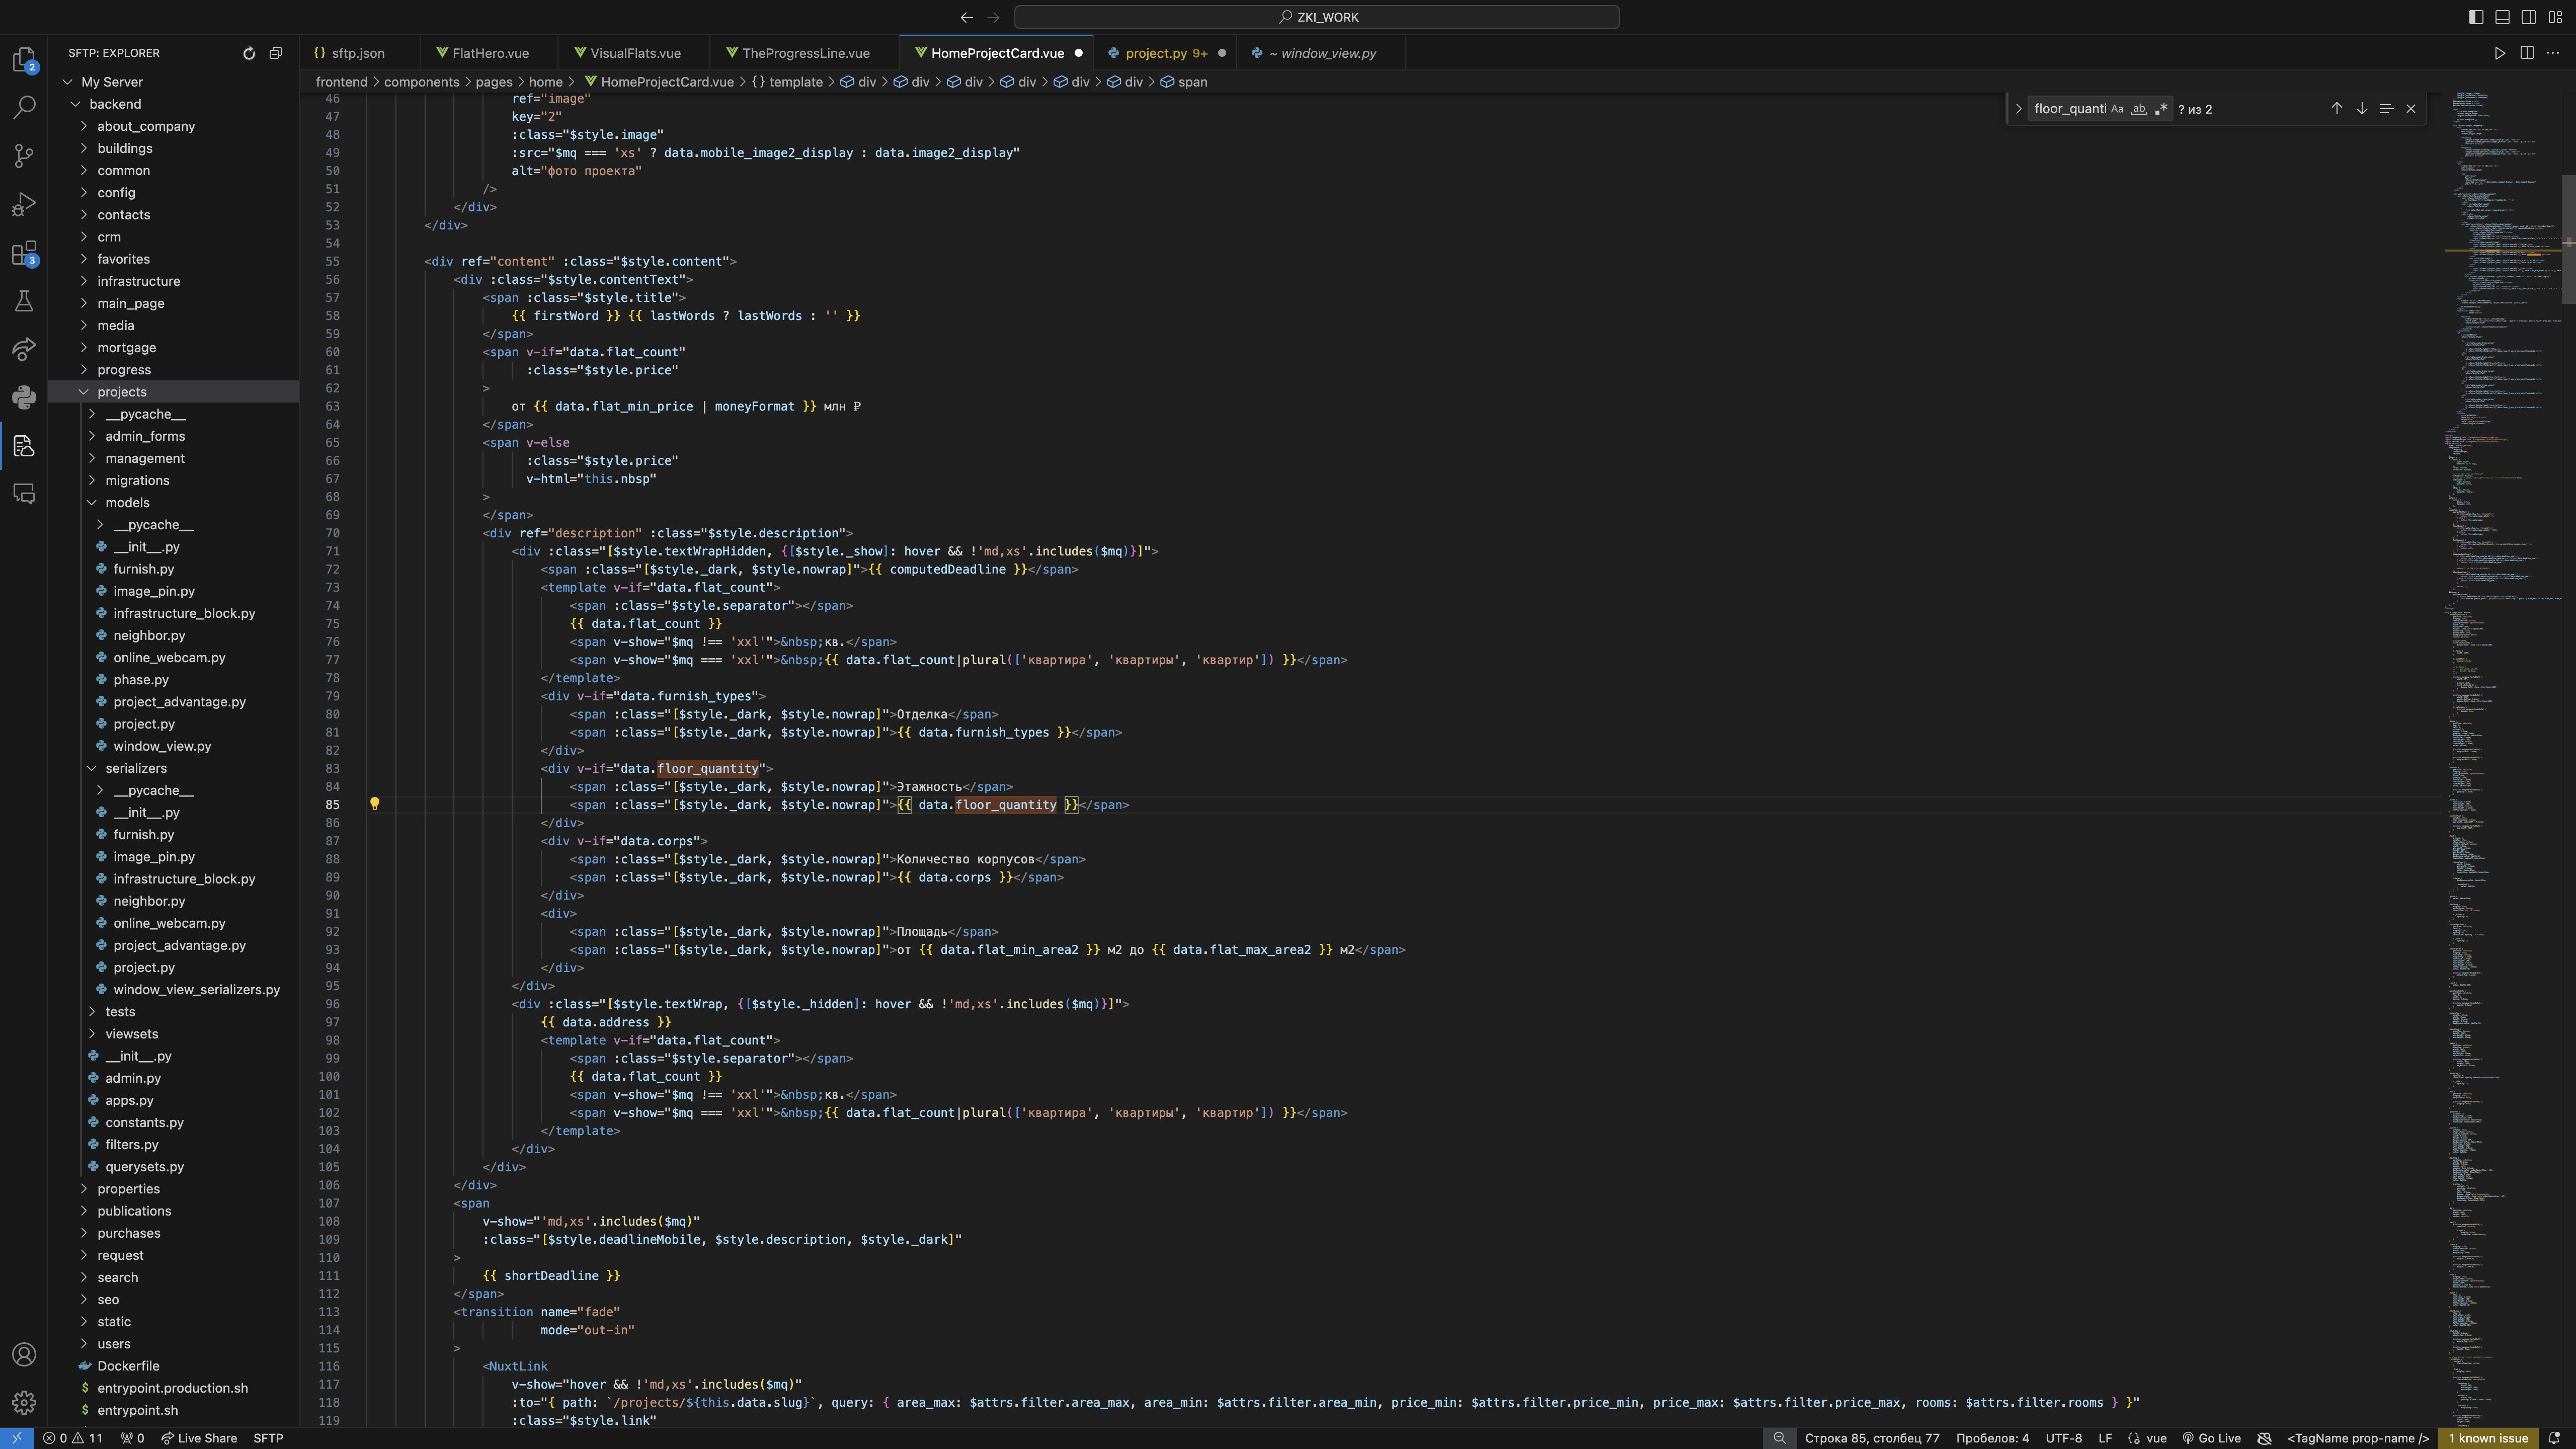 ZKI_WORK
SFTP: EXPLORER
sftp.json
FlatHero.vue
VisualFlats.vue
TheProgressLine.vue
HomeProjectCard.vue
project.py 9+
~ window_view.py
frontend > components > pages > home > HomeProjectCard.vue > {} template > div > div > div > div > div > div > span
floor_quanti Aa ab .* ? из 2
2
3
My Server
backend
about_company
buildings
common
config
contacts
crm
favorites
infrastructure
main_page
media
mortgage
progress
projects
__pycache__
admin_forms
management
migrations
models
__pycache__
__init__.py
furnish.py
image_pin.py
infrastructure_block.py
neighbor.py
online_webcam.py
phase.py
project_advantage.py
project.py
window_view.py
serializers
__pycache__
__init__.py
furnish.py
image_pin.py
infrastructure_block.py
neighbor.py
online_webcam.py
project_advantage.py
project.py
window_view_serializers.py
tests
viewsets
__init__.py
admin.py
apps.py
constants.py
filters.py
querysets.py
properties
publications
purchases
request
search
seo
static
users
Dockerfile
entrypoint.production.sh
entrypoint.sh
46 ref="image"
47 key="2"
48 :class="$style.image"
49 :src="$mq === 'xs' ? data.mobile_image2_display : data.image2_display"
50 alt="фото проекта"
51 />
52 </div>
53 </div>
54
55 <div ref="content" :class="$style.content">
56 <div :class="$style.contentText">
57 <span :class="$style.title">
58 {{ firstWord }} {{ lastWords ? lastWords : '' }}
59 </span>
60 <span v-if="data.flat_count"
61 :class="$style.price"
62 >
63 от {{ data.flat_min_price | moneyFormat }} млн ₽
64 </span>
65 <span v-else
66 :class="$style.price"
67 v-html="this.nbsp"
68 >
69 </span>
70 <div ref="description" :class="$style.description">
71 <div :class="[$style.textWrapHidden, {[$style._show]: hover && !'md,xs'.includes($mq)}]">
72 <span :class="[$style._dark, $style.nowrap]">{{ computedDeadline }}</span>
73 <template v-if="data.flat_count">
74 <span :class="$style.separator"></span>
75 {{ data.flat_count }}
76 <span v-show="$mq !== 'xxl'">&nbsp;кв.</span>
77 <span v-show="$mq === 'xxl'">&nbsp;{{ data.flat_count|plural(['квартира', 'квартиры', 'квартир']) }}</span>
78 </template>
79 <div v-if="data.furnish_types">
80 <span :class="[$style._dark, $style.nowrap]">Отделка</span>
81 <span :class="[$style._dark, $style.nowrap]">{{ data.furnish_types }}</span>
82 </div>
83 <div v-if="data.floor_quantity">
84 <span :class="[$style._dark, $style.nowrap]">Этажность</span>
85 <span :class="[$style._dark, $style.nowrap]">{{ data.floor_quantity }}</span>
86 </div>
87 <div v-if="data.corps">
88 <span :class="[$style._dark, $style.nowrap]">Количество корпусов</span>
89 <span :class="[$style._dark, $style.nowrap]">{{ data.corps }}</span>
90 </div>
91 <div>
92 <span :class="[$style._dark, $style.nowrap]">Площадь</span>
93 <span :class="[$style._dark, $style.nowrap]">от {{ data.flat_min_area2 }} м2 до {{ data.flat_max_area2 }} м2</span>
94 </div>
95 </div>
96 <div :class="[$style.textWrap, {[$style._hidden]: hover && !'md,xs'.includes($mq)}]">
97 {{ data.address }}
98 <template v-if="data.flat_count">
99 <span :class="$style.separator"></span>
100 {{ data.flat_count }}
101 <span v-show="$mq !== 'xxl'">&nbsp;кв.</span>
102 <span v-show="$mq === 'xxl'">&nbsp;{{ data.flat_count|plural(['квартира', 'квартиры', 'квартир']) }}</span>
103 </template>
104 </div>
105 </div>
106 </div>
107 <span
108 v-show="'md,xs'.includes($mq)"
109 :class="[$style.deadlineMobile, $style.description, $style._dark]"
110 >
111 {{ shortDeadline }}
112 </span>
113 <transition name="fade"
114 mode="out-in"
115 >
116 <NuxtLink
117 v-show="hover && !'md,xs'.includes($mq)"
118 :to="{ path: `/projects/${this.data.slug}`, query: { area_max: $attrs.filter.area_max, area_min: $attrs.filter.area_min, price_min: $attrs.filter.price_min, price_max: $attrs.filter.price_max, rooms: $attrs.filter.rooms } }"
119 :class="$style.link"
0 11 0 Live Share SFTP
Строка 85, столбец 77 Пробелов: 4 UTF-8 LF vue Go Live <TagName prop-name /> 1 known issue